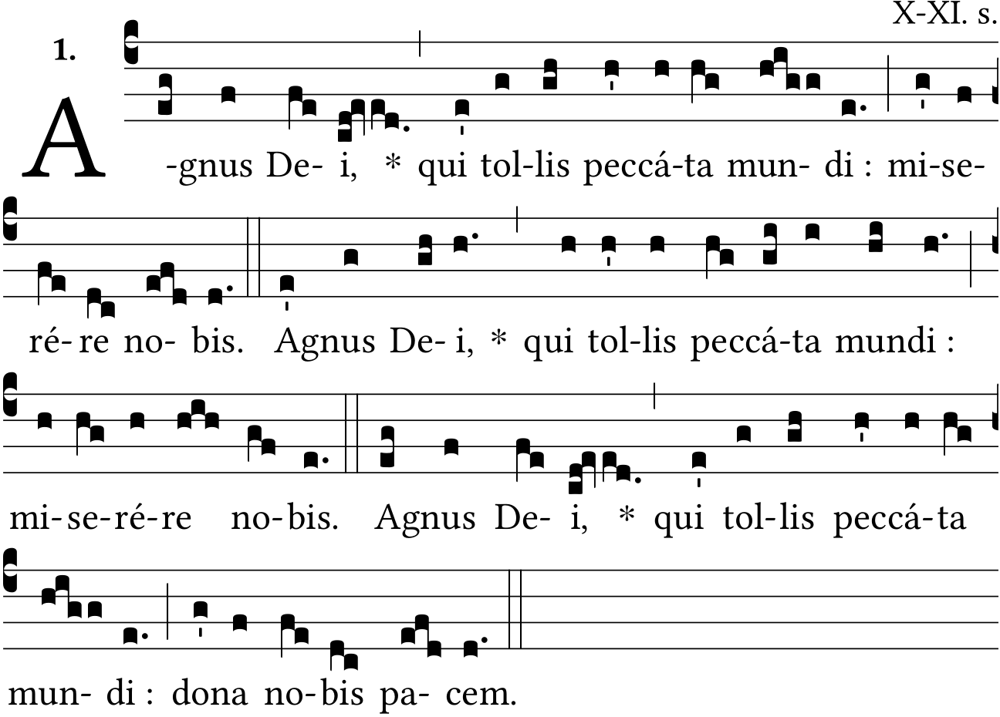 X-XI. s.
1.
A-gnus De- i, * qui tol-lis peccá-ta mun- di : mi-se-
ré-re no- bis. Agnus De- i, * qui tol-lis peccá-ta mundi :
mi-se-ré-re no-bis. Agnus De- i, * qui tol-lis peccá-ta
mun- di : dona no-bis pa- cem.